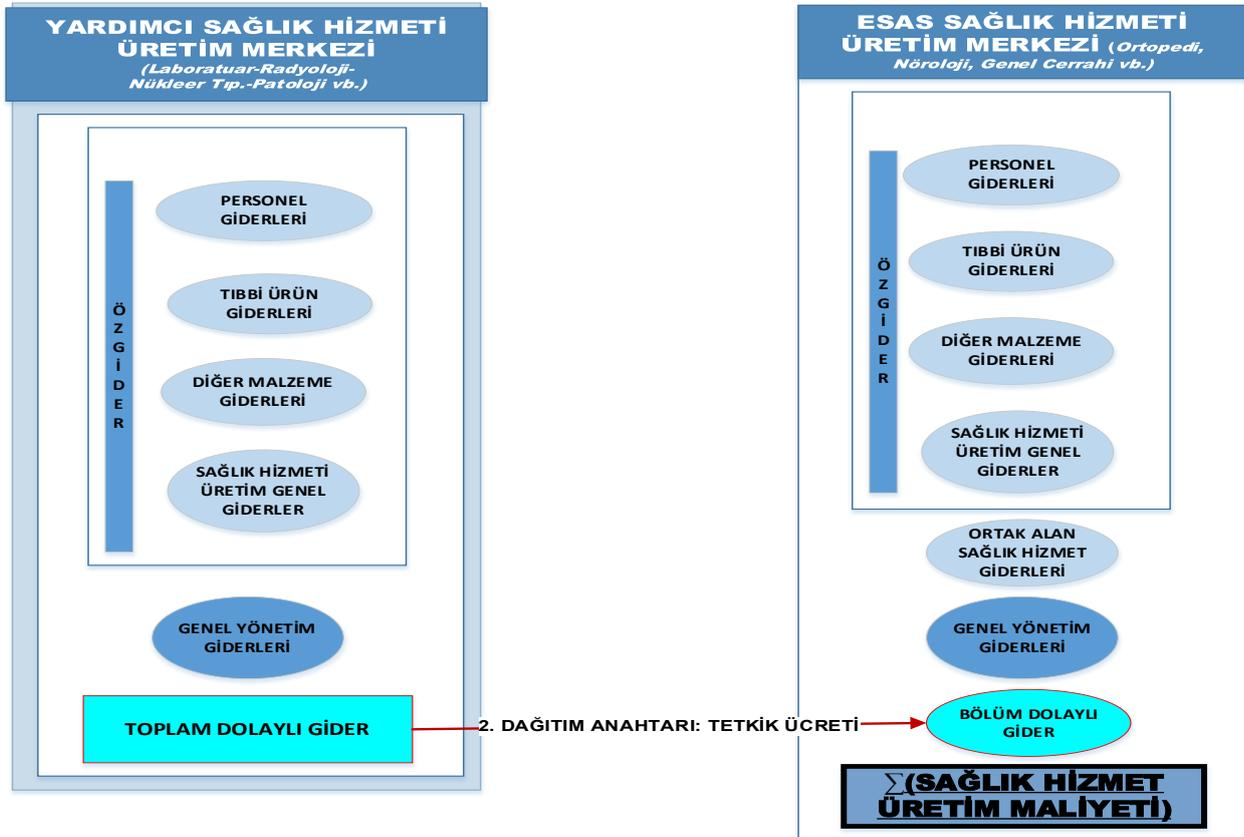 YARDIMCI SAĞLIK HİZMETİ
ÜRETİM MERKEZİ
(Laboratuar-Radyoloji-
Nükleer Tıp.-Patoloji vb.)
ÖZGİDER
PERSONEL
GİDERLERİ
TIBBİ ÜRÜN
GİDERLERİ
DİĞER MALZEME
GİDERLERİ
SAĞLIK HİZMETİ
ÜRETİM GENEL
GİDERLER
GENEL YÖNETİM
GİDERLERİ
TOPLAM DOLAYLI GİDER
2. DAĞITIM ANAHTARI: TETKİK ÜCRETİ
ESAS SAĞLIK HİZMETİ
ÜRETİM MERKEZİ (Ortopedi,
Nöroloji, Genel Cerrahi vb.)
ÖZGİDER
PERSONEL
GİDERLERİ
TIBBİ ÜRÜN
GİDERLERİ
DİĞER MALZEME
GİDERLERİ
SAĞLIK HİZMETİ
ÜRETİM GENEL
GİDERLER
ORTAK ALAN
SAĞLIK HİZMET
GİDERLERİ
GENEL YÖNETİM
GİDERLERİ
BÖLÜM DOLAYLI
GİDER
∑(SAĞLIK HİZMET
ÜRETİM MALİYETİ)